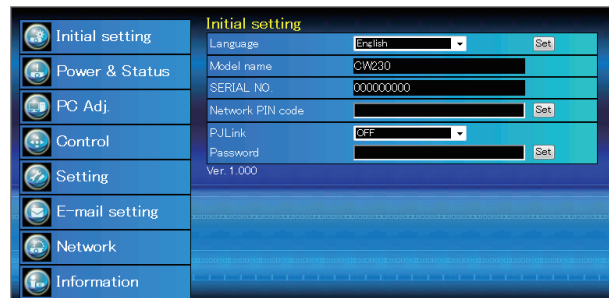 Initial setting
Power & Status
PC Adj.
Control
Setting
E-mail setting
Network
Information
Initial setting
Language English Set
Model name CW230
SERIAL NO. 000000000
Network PIN code Set
PJLink OFF
Password Set
Ver. 1.000